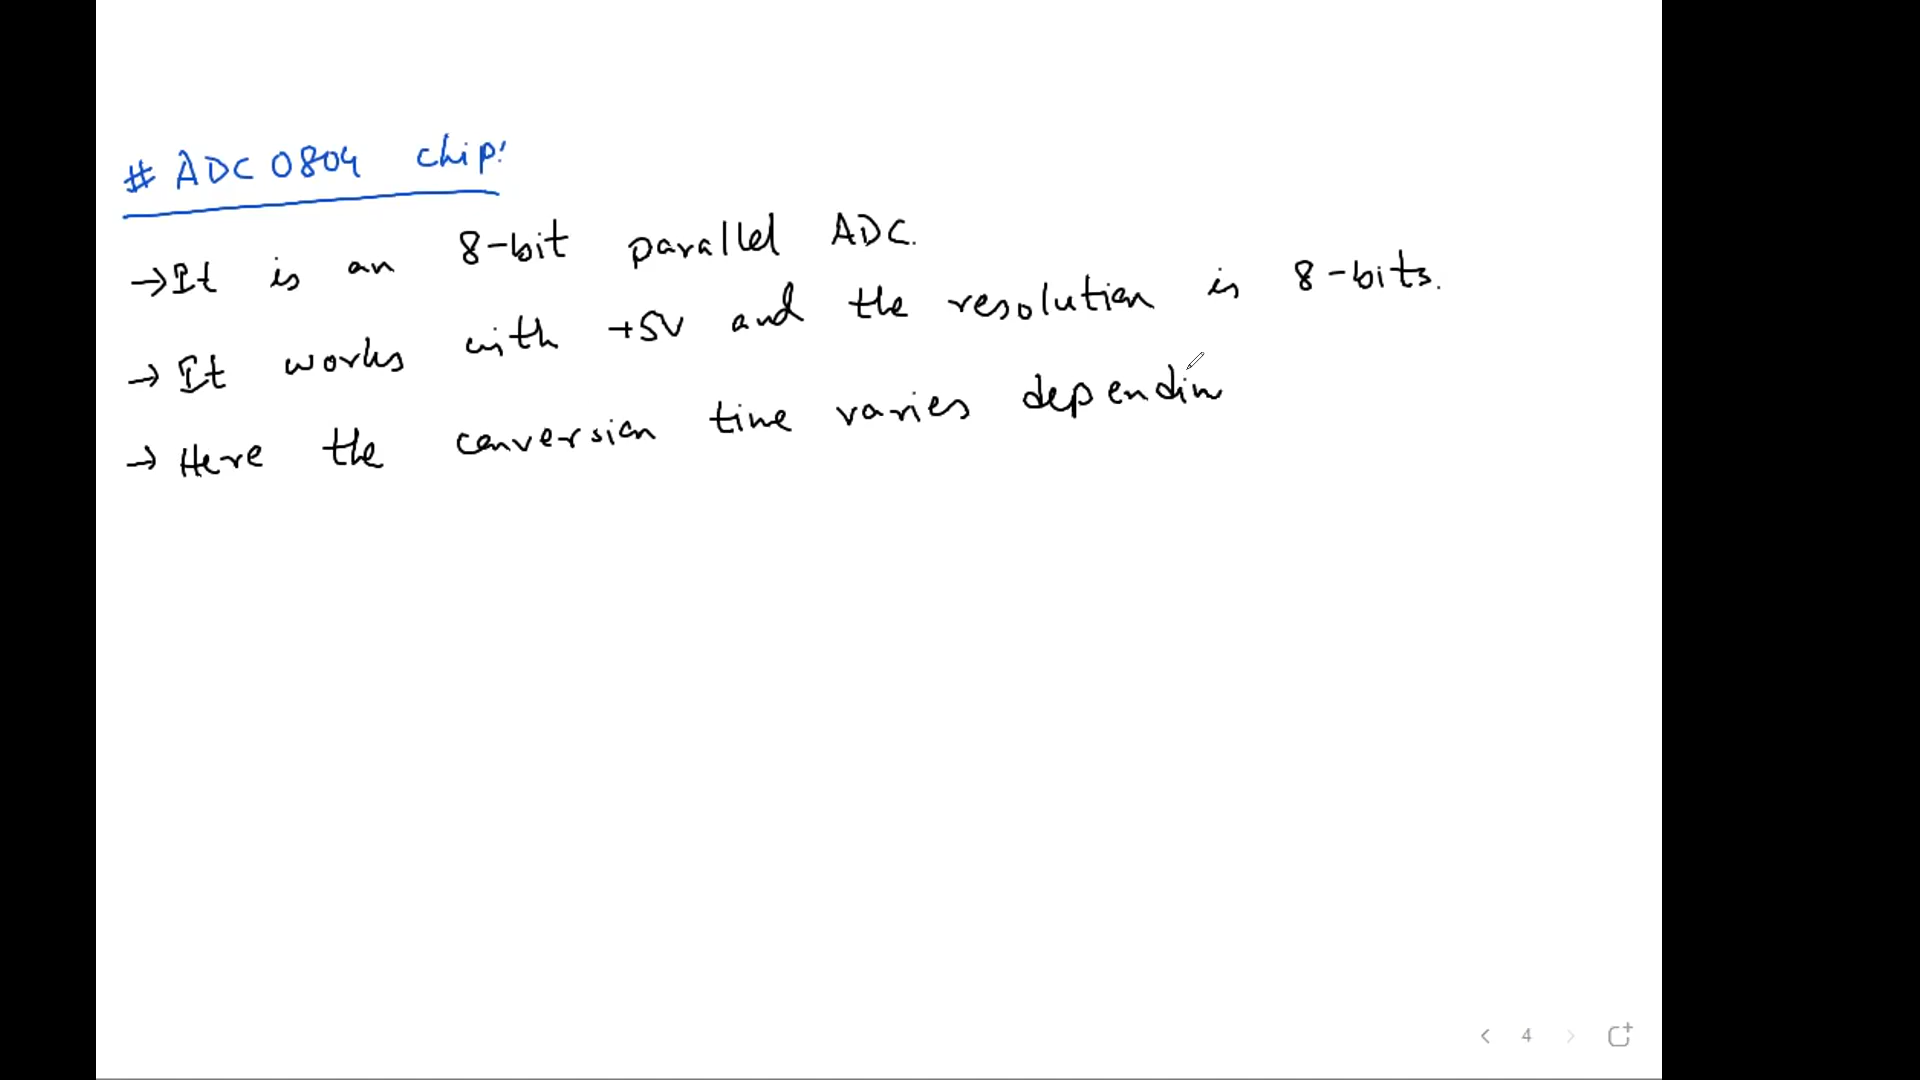 # ADC 0804 chip:
→ It is an 8-bit parallel ADC.
→ It works with +5V and the resolution is 8-bits.
→ Here the conversion time varies dependin
4